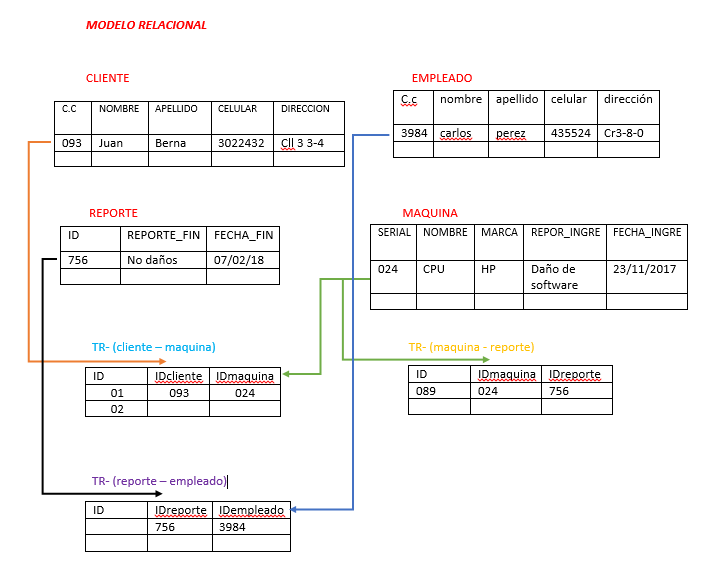 MODELO RELACIONAL
CLIENTE
C.C NOMBRE APELLIDO CELULAR DIRECCION
093 Juan Berna 3022432 Cll 3 3-4
EMPLEADO
C.c nombre apellido celular dirección
3984 carlos perez 435524 Cr3-8-0
REPORTE
ID REPORTE_FIN FECHA_FIN
756 No daños 07/02/18
MAQUINA
SERIAL NOMBRE MARCA REPOR_INGRE FECHA_INGRE
024 CPU HP Daño de 23/11/2017
software
TR- (cliente – maquina)
ID IDcliente IDmaquina
01 093 024
02
TR- (maquina - reporte)
ID IDmaquina IDreporte
089 024 756
TR- (reporte – empleado)
ID IDreporte IDempleado
756 3984